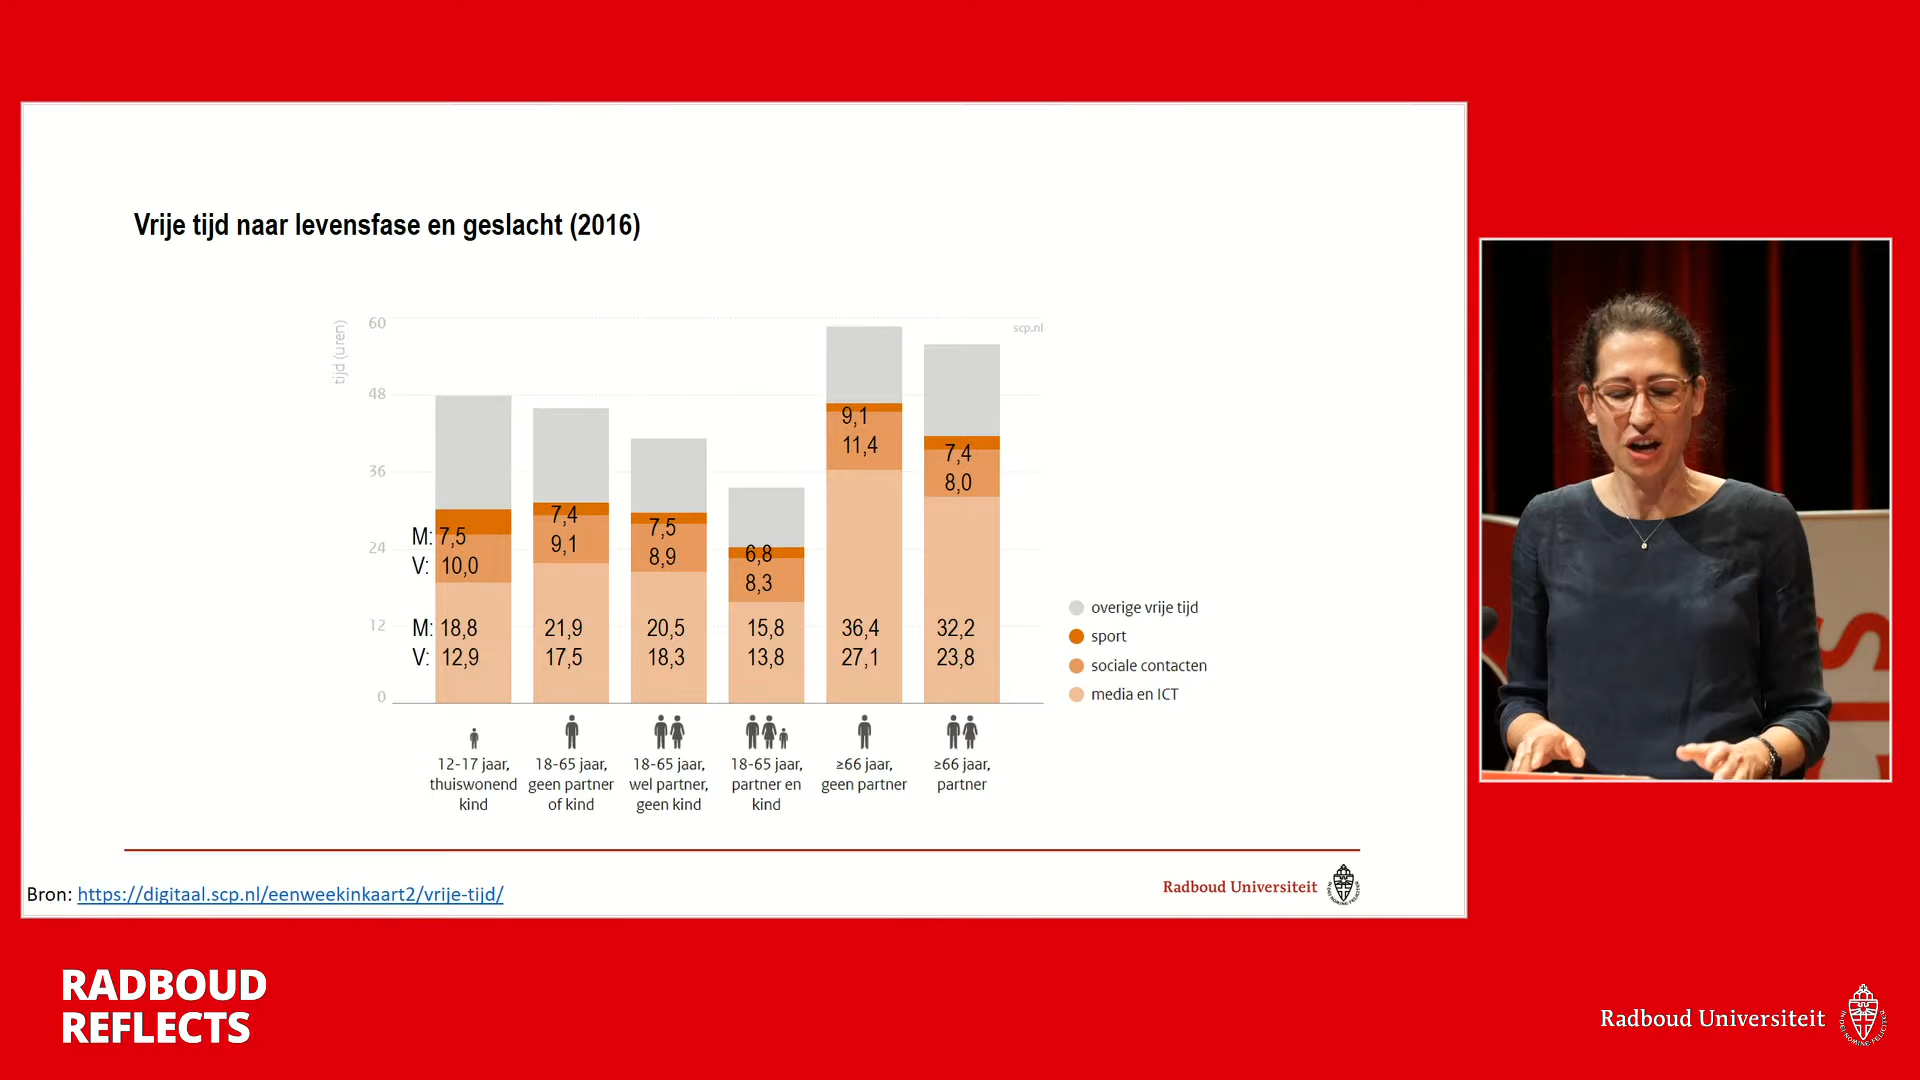 Vrije tijd naar levensfase en geslacht (2016)
tijd (uren)
60
48
36
24
12
0
scp.nl
M: 7,5
V: 10,0
M: 18,8
V: 12,9
7,4
9,1
21,9
17,5
7,5
8,9
20,5
18,3
6,8
8,3
15,8
13,8
9,1
11,4
36,4
27,1
7,4
8,0
32,2
23,8
12-17 jaar,
thuiswonend
kind
18-65 jaar,
geen partner
of kind
18-65 jaar,
wel partner,
geen kind
18-65 jaar,
partner en
kind
≥66 jaar,
geen partner
≥66 jaar,
partner
overige vrije tijd
sport
sociale contacten
media en ICT
Bron: https://digitaal.scp.nl/eenweekinkaart2/vrije-tijd/
Radboud Universiteit
RADBOUD
REFLECTS
Radboud Universiteit